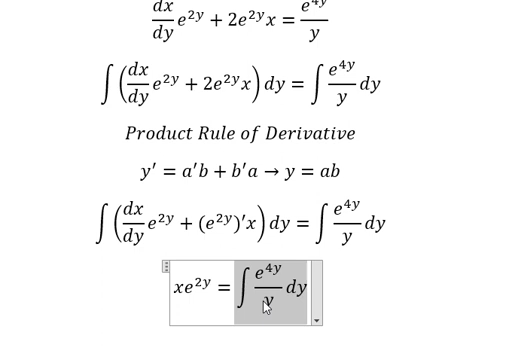 dx/dy e^{2y} + 2e^{2y}x = e^{4y}/y
∫(dx/dy e^{2y} + 2e^{2y}x)dy = ∫ e^{4y}/y dy
Product Rule of Derivative
y′ = a′b + b′a → y = ab
∫(dx/dy e^{2y} + (e^{2y})′x)dy = ∫ e^{4y}/y dy
xe^{2y} = ∫ e^{4y}/y dy